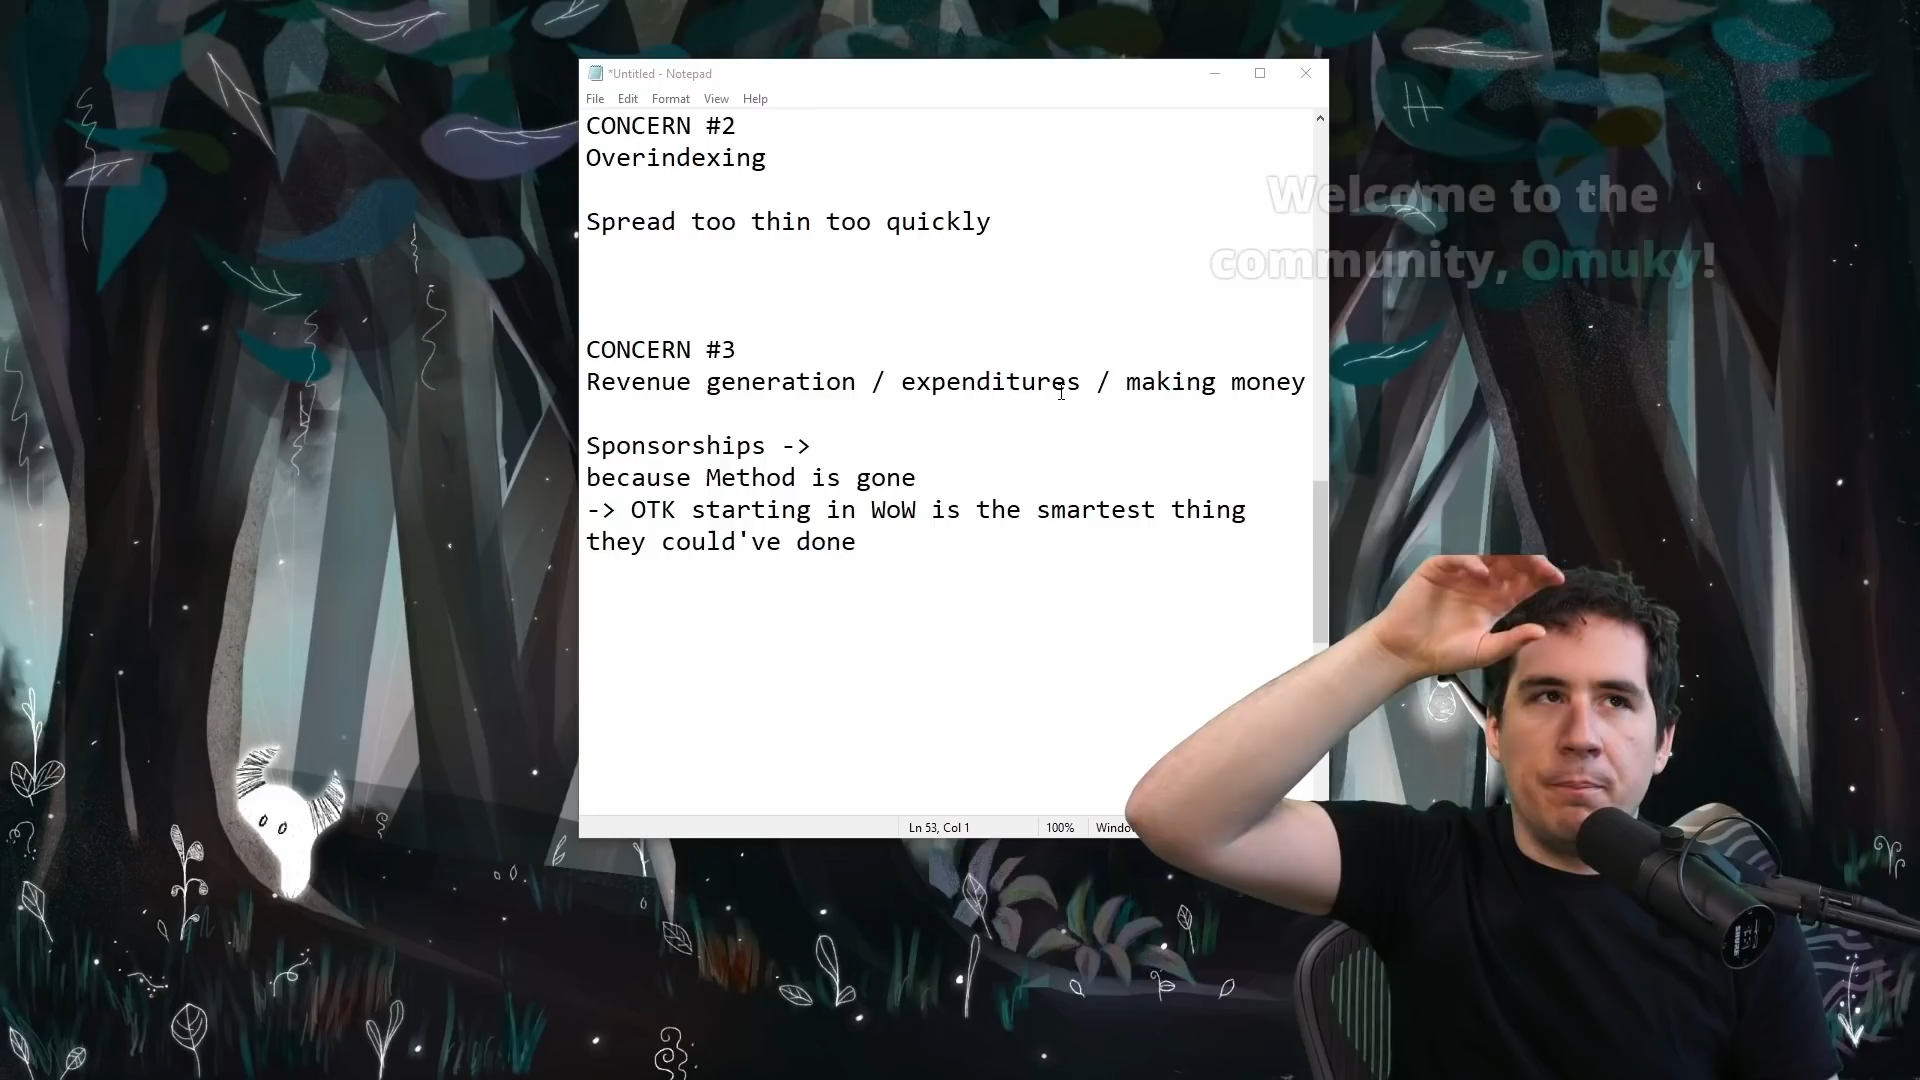 *Untitled - Notepad
File Edit Format View Help
CONCERN #2
Overindexing
Spread too thin too quickly
Welcome to the
community, Omuky!
CONCERN #3
Revenue generation / expenditures / making money
Sponsorships ->
because Method is gone
-> OTK starting in WoW is the smartest thing
they could've done
Ln 53, Col 1
100%
SHURE